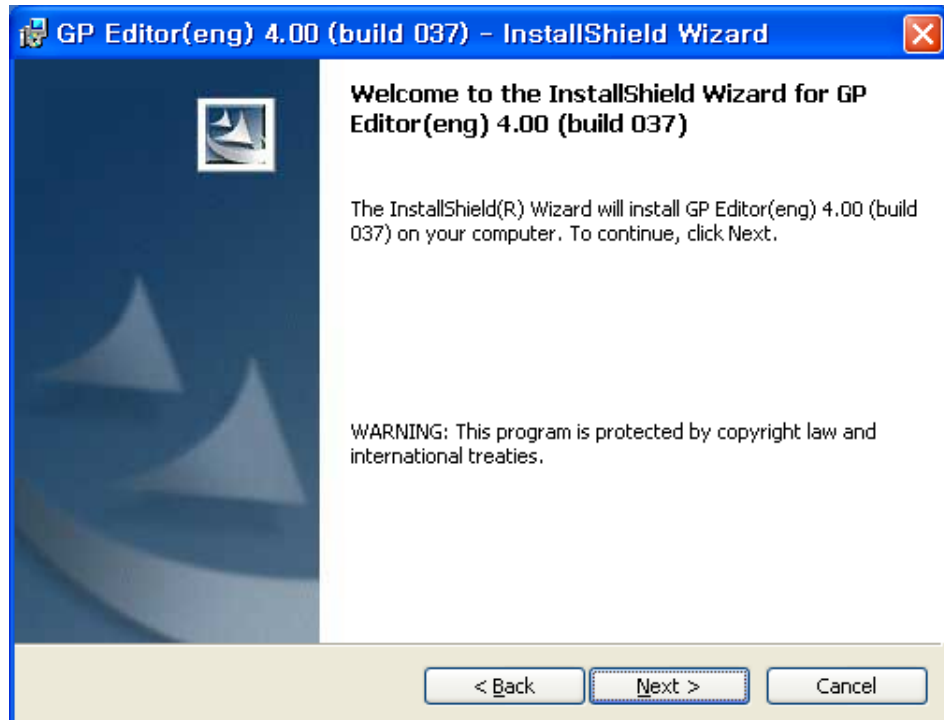 GP Editor(eng) 4.00 (build 037) - InstallShield Wizard
Welcome to the InstallShield Wizard for GP
Editor(eng) 4.00 (build 037)
The InstallShield(R) Wizard will install GP Editor(eng) 4.00 (build
037) on your computer. To continue, click Next.
WARNING: This program is protected by copyright law and
international treaties.
< Back
Next >
Cancel